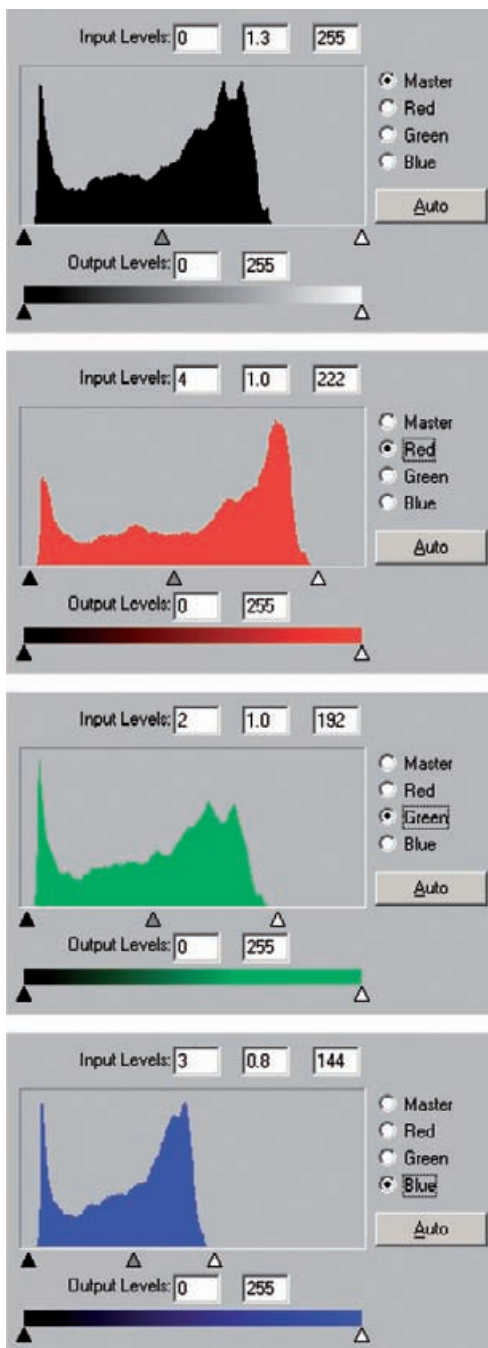 Input Levels: 0 1.3 255
Master
Red
Green
Blue
Auto
Output Levels: 0 255
Input Levels: 4 1.0 222
Master
Red
Green
Blue
Auto
Output Levels: 0 255
Input Levels: 2 1.0 192
Master
Red
Green
Blue
Auto
Output Levels: 0 255
Input Levels: 3 0.8 144
Master
Red
Green
Blue
Auto
Output Levels: 0 255